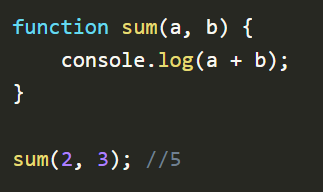 function sum(a, b) {
    console.log(a + b);
}
sum(2, 3); //5